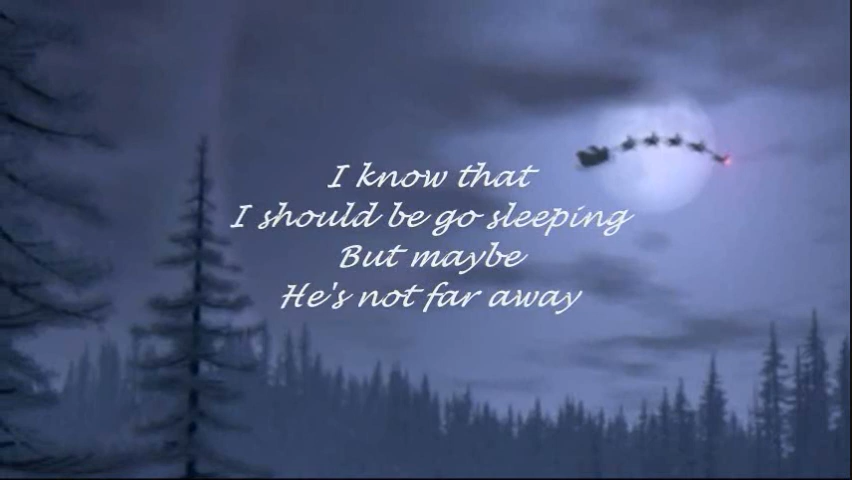 I know that
I should be go sleeping
But maybe
He's not far away